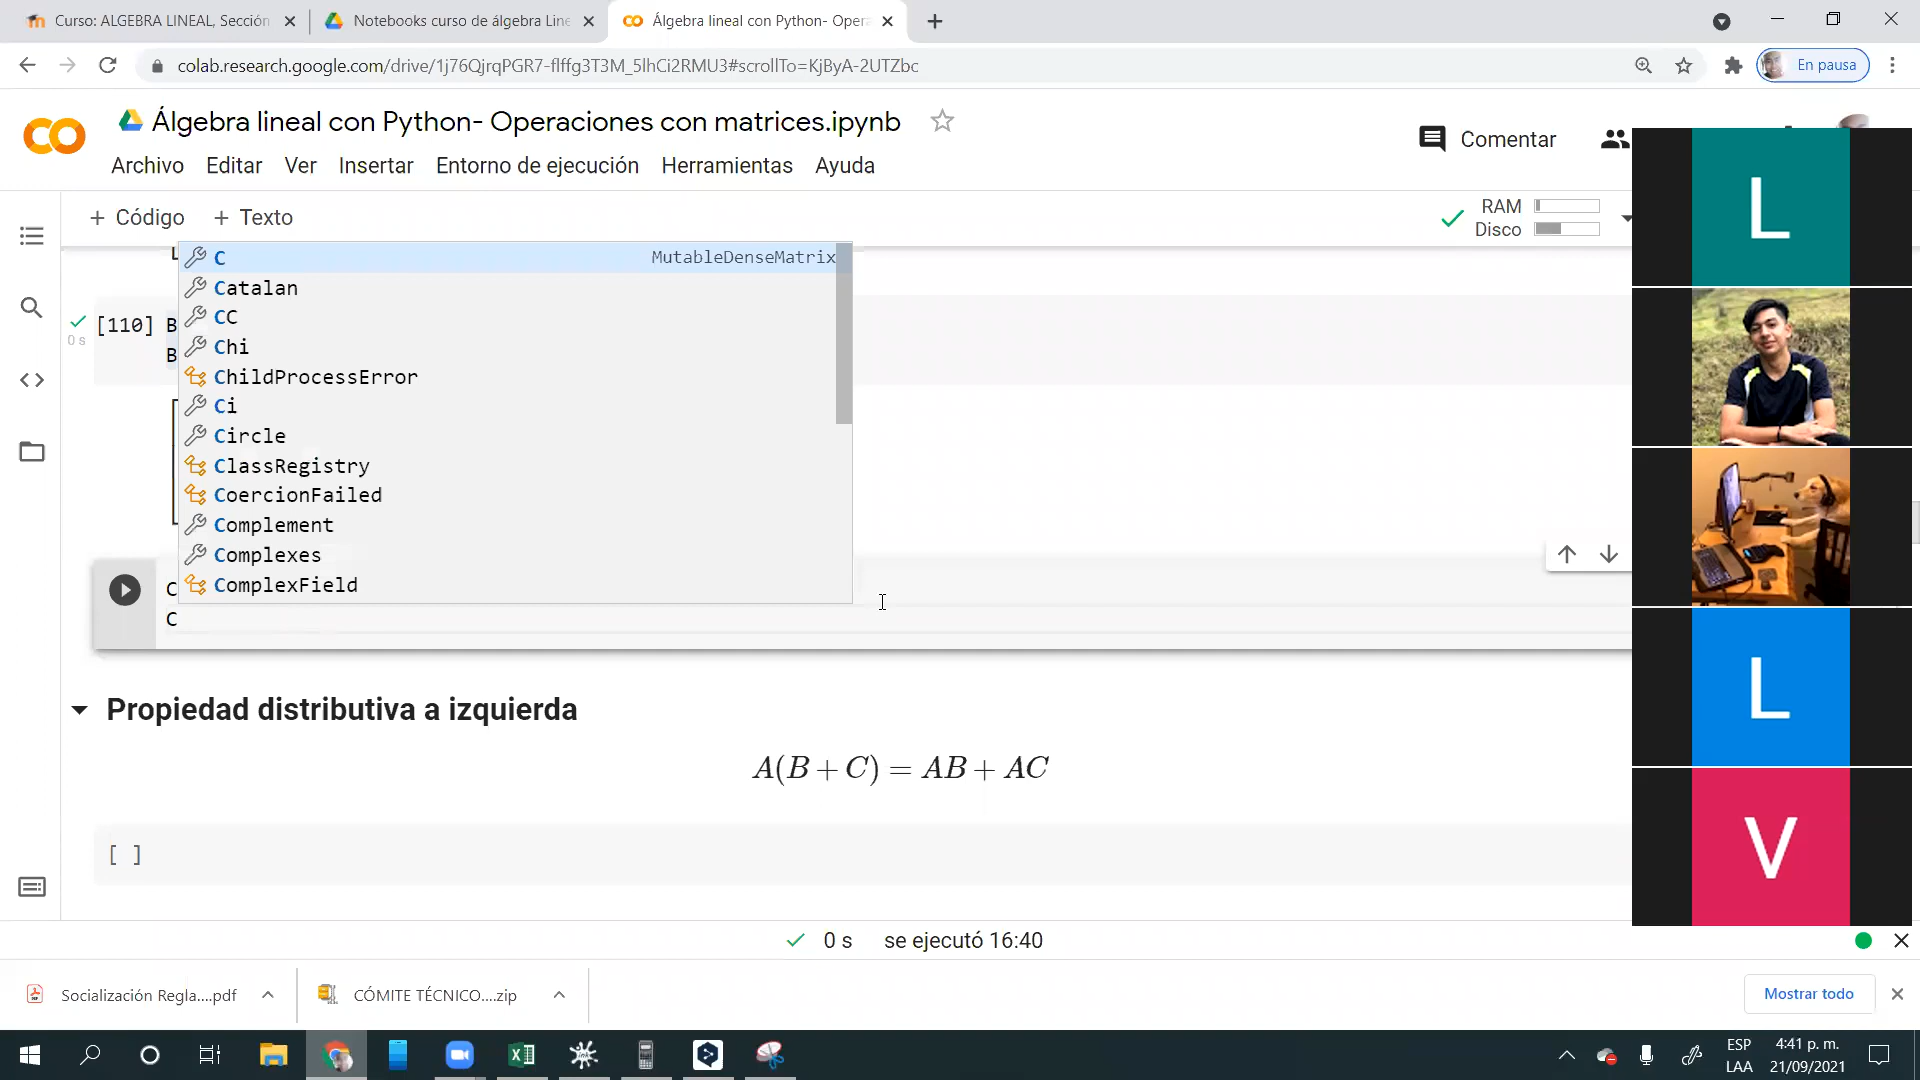 Curso: ALGEBRA LINEAL, Sección
Notebooks curso de álgebra Line
Álgebra lineal con Python- Opera
colab.research.google.com/drive/1j76QjrqPGR7-flffg3T3M_5lhCi2RMU3#scrollTo=KjByA-2UTZbc
En pausa
Álgebra lineal con Python- Operaciones con matrices.ipynb
Comentar
Archivo Editar Ver Insertar Entorno de ejecución Herramientas Ayuda
+ Código + Texto
RAM
Disco
C MutableDenseMatrix
Catalan
CC
Chi
ChildProcessError
Ci
Circle
ClassRegistry
CoercionFailed
Complement
Complexes
ComplexField
[110] B
0 s
B
C
C
Propiedad distributiva a izquierda
A(B + C) = AB + AC
[ ]
0 s se ejecutó 16:40
L
L
V
Socialización Regla....pdf
CÓMITE TÉCNICO....zip
Mostrar todo
ESP
LAA
4:41 p. m.
21/09/2021